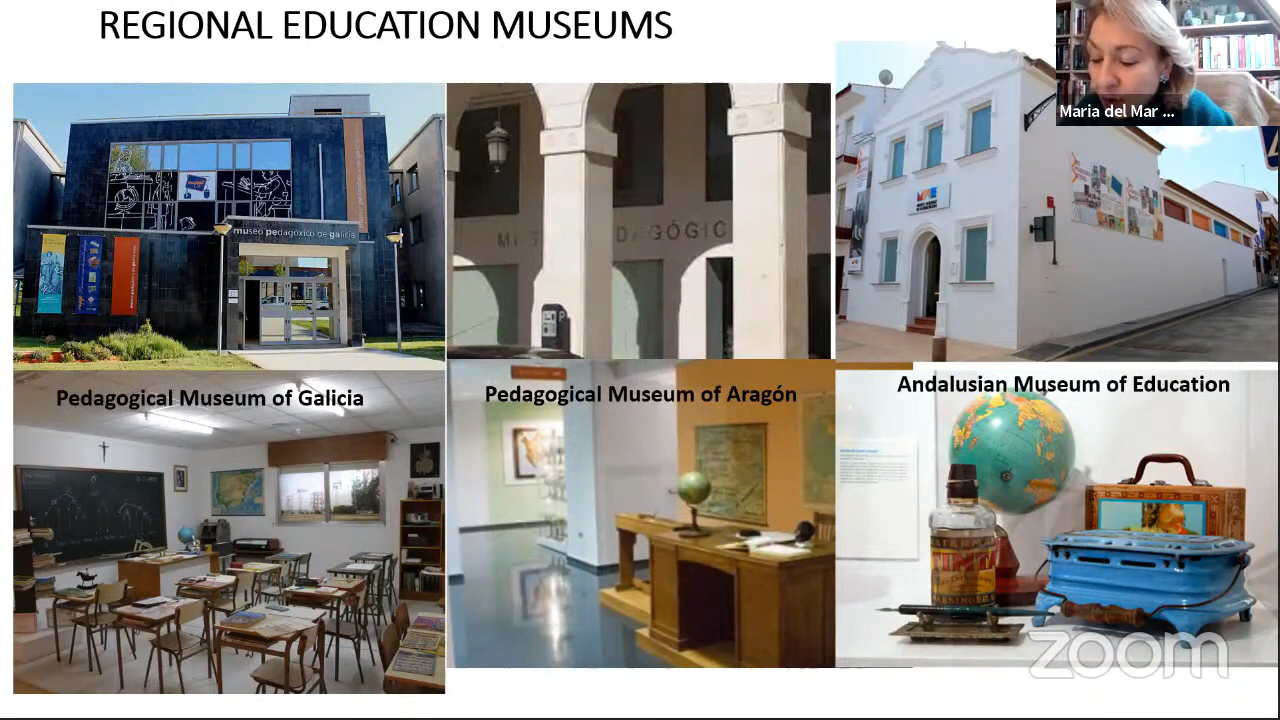 REGIONAL EDUCATION MUSEUMS
Maria del Mar ...
museo pedagóxico de galicia
Pedagogical Museum of Galicia
Pedagogical Museum of Aragón
Andalusian Museum of Education
zoom